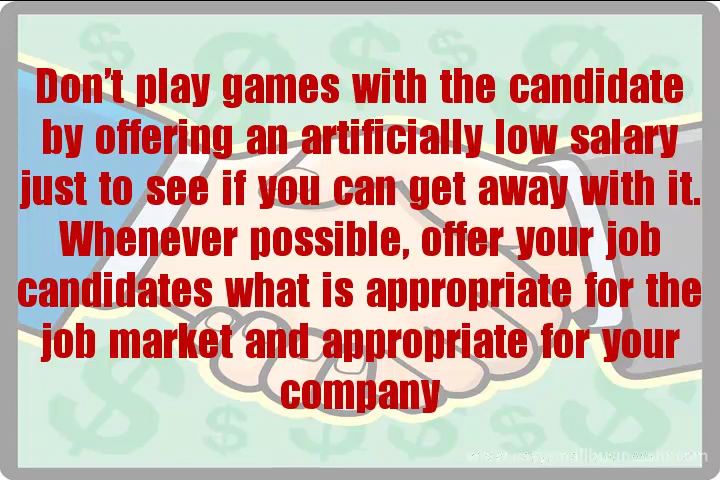 Don't play games with the candidate
by offering an artificially low salary
just to see if you can get away with it.
Whenever possible, offer your job
candidates what is appropriate for the
job market and appropriate for your
company